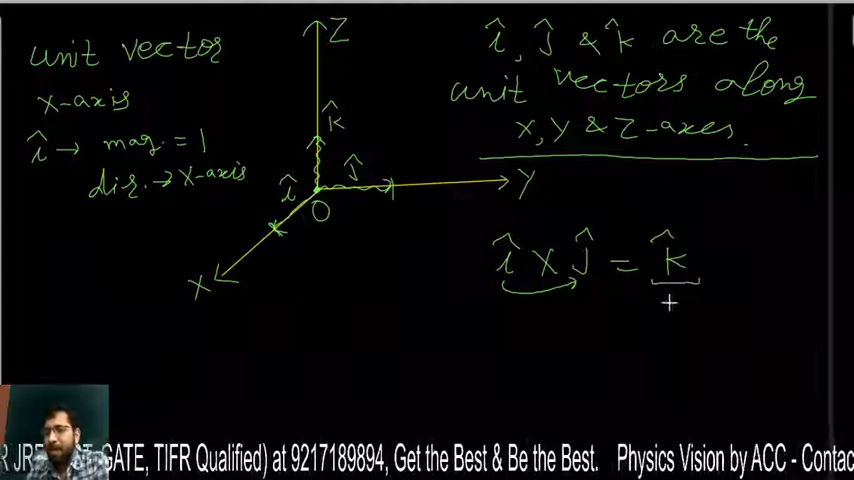 unit vector
x-axis
î → mag. = 1
dir. → X-axis
Z
k̂
ĵ
î
O
Y
X
î, ĵ & k̂ are the
unit vectors along
X, Y & Z-axes.
î X ĵ = k̂
GATE, TIFR Qualified) at 9217189894, Get the Best & Be the Best. Physics Vision by ACC - Contac